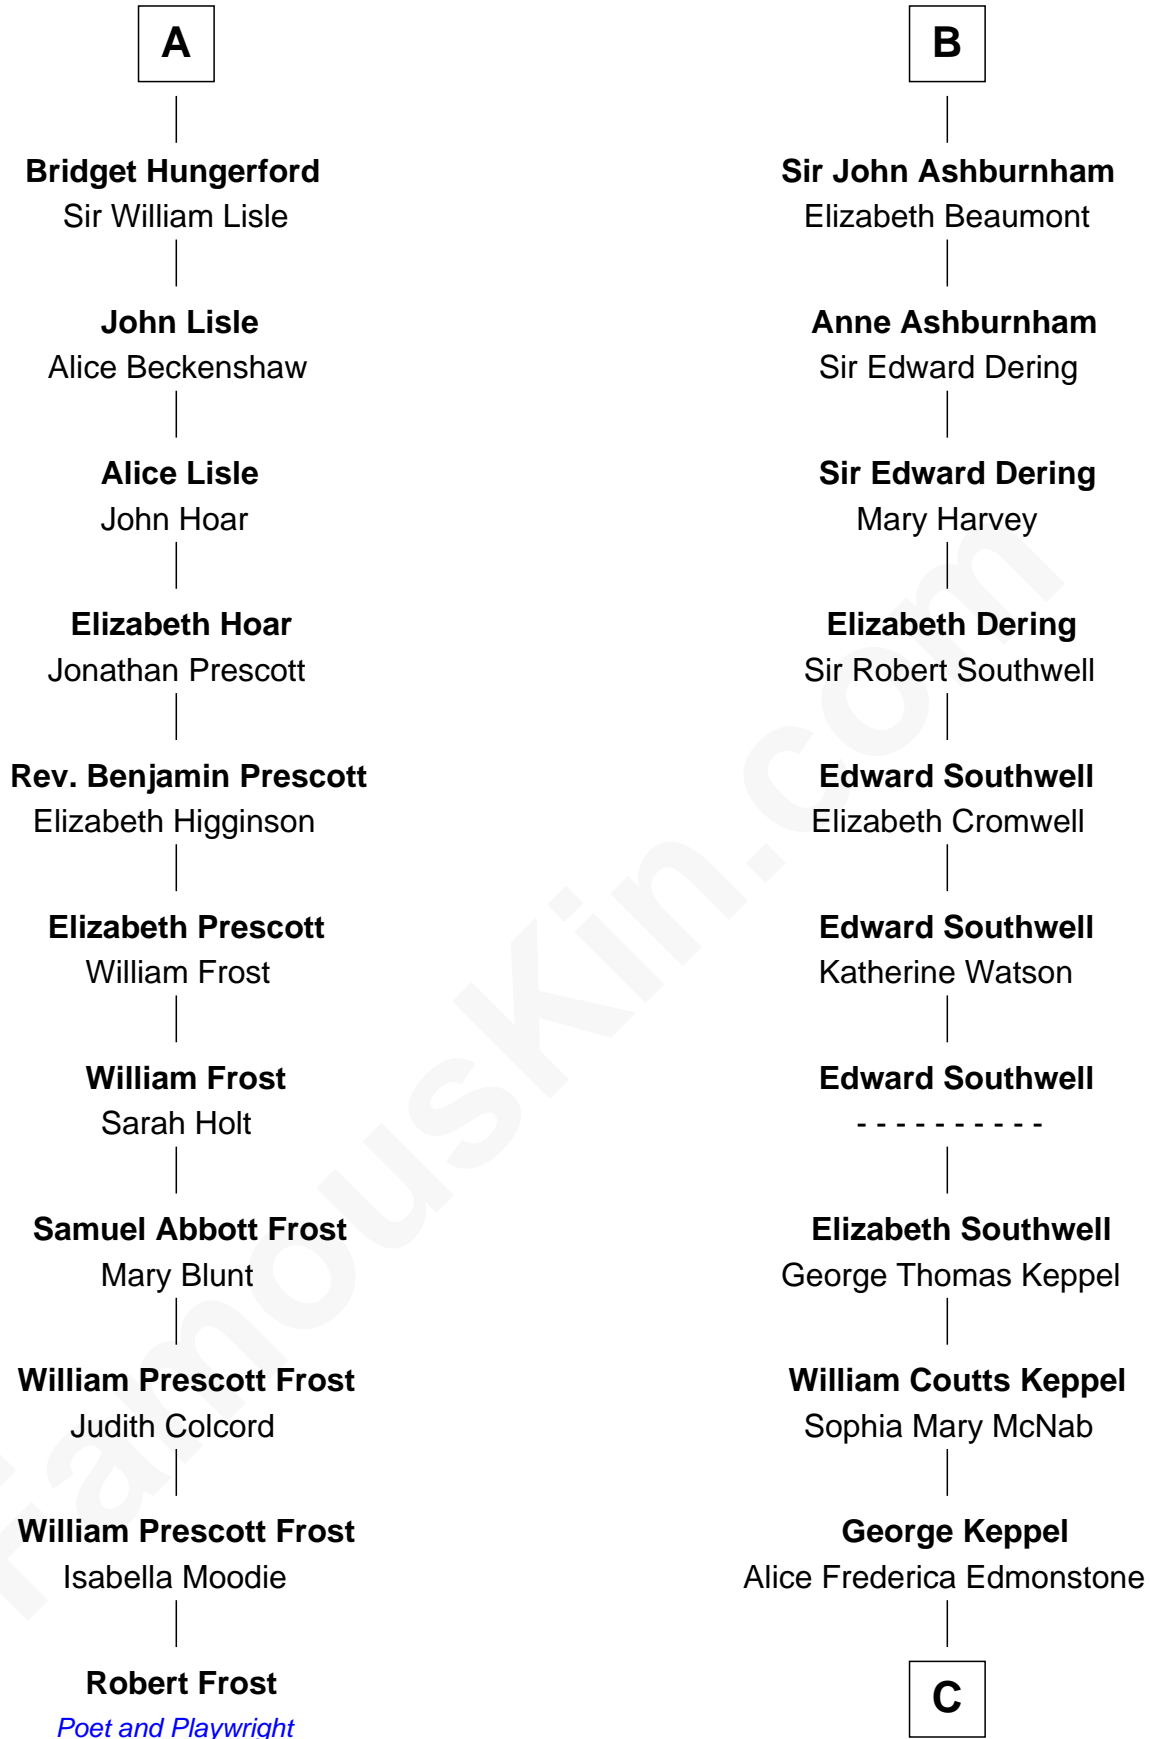 A
Bridget Hungerford
Sir William Lisle
John Lisle
Alice Beckenshaw
Alice Lisle
John Hoar
Elizabeth Hoar
Jonathan Prescott
Rev. Benjamin Prescott
Elizabeth Higginson
Elizabeth Prescott
William Frost
William Frost
Sarah Holt
Samuel Abbott Frost
Mary Blunt
William Prescott Frost
Judith Colcord
William Prescott Frost
Isabella Moodie
Robert Frost
Poet and Playwright
B
Sir John Ashburnham
Elizabeth Beaumont
Anne Ashburnham
Sir Edward Dering
Sir Edward Dering
Mary Harvey
Elizabeth Dering
Sir Robert Southwell
Edward Southwell
Elizabeth Cromwell
Edward Southwell
Katherine Watson
Edward Southwell
- - - - - - - - - -
Elizabeth Southwell
George Thomas Keppel
William Coutts Keppel
Sophia Mary McNab
George Keppel
Alice Frederica Edmonstone
C
FamousKin.com